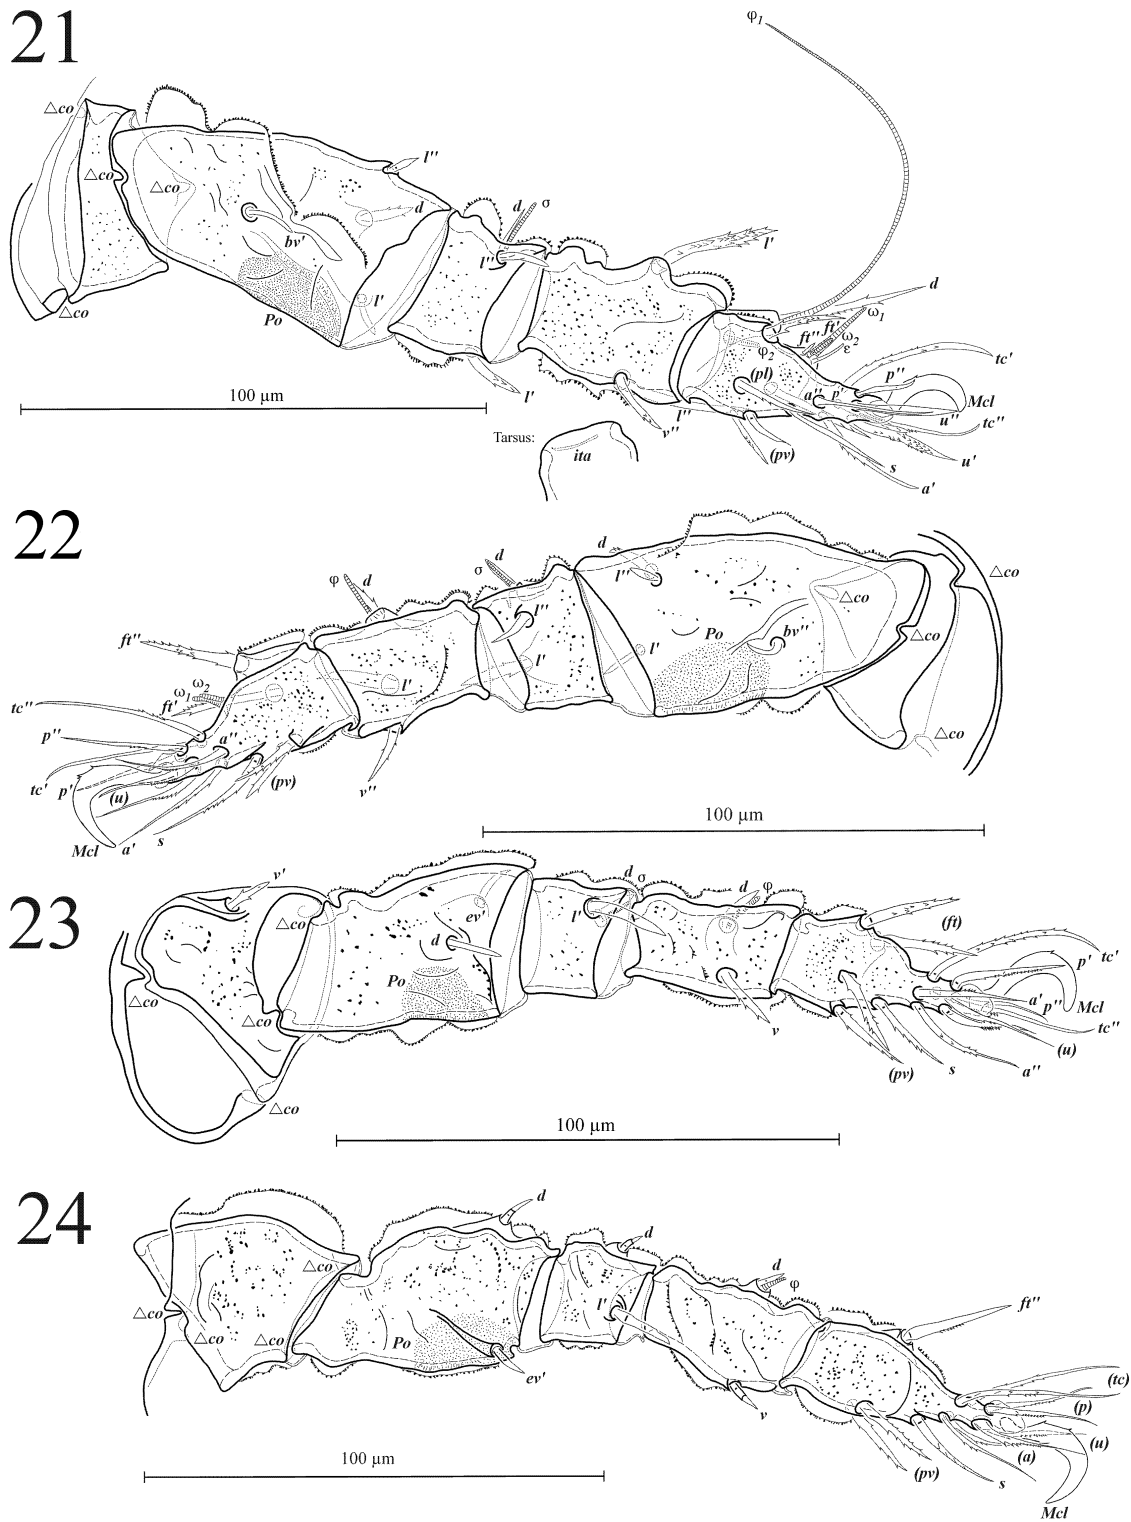 21
φ1
△co
△co
△co
△co
l''
d
bv'
Po
l'
d σ
l''
l'
l'
v''
l''
d
ω1
ft'' ft' ω2
ε
φ2
(pl)
a'' p' p''
tc'
Mcl
u''
tc''
u'
s
a'
(pv)
100 µm
Tarsus:
ita
22
△co
△co
△co
△co
d
l''
Po
bv''
l'
σ d
l''
l'
φ d
l'
v''
ft''
ω1 ω2
ft'
tc''
p''
a''
tc' p' (u)
(pv)
Mcl a' s
100 µm
23
v'
△co
△co
△co
△co
ev'
d
Po
l'
d σ
d φ
v
(ft)
tc'
p'
a' p''
Mcl
tc''
(u)
a''
s
(pv)
100 µm
24
△co
△co
△co
△co
d
Po
ev'
d
l'
d
φ
v
ft''
(tc)
(p)
(u)
(a)
(pv)
s
Mcl
100 µm